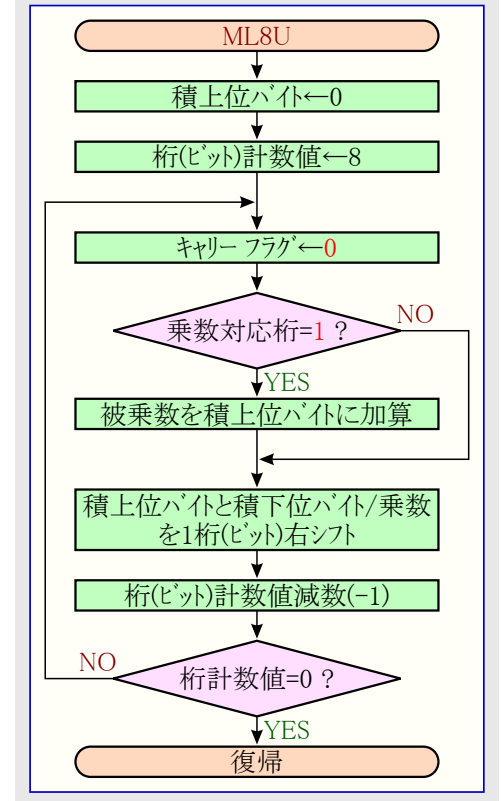 ML8U
積上位ﾊﾞｲﾄ←0
桁(ﾋﾞｯﾄ)計数値←8
ｷｬﾘｰ ﾌﾗｸﾞ←0
乗数対応桁=1 ?
NO
YES
被乗数を積上位ﾊﾞｲﾄに加算
積上位ﾊﾞｲﾄと積下位ﾊﾞｲﾄ/乗数
を1桁(ﾋﾞｯﾄ)右ｼﾌﾄ
桁(ﾋﾞｯﾄ)計数値減数(-1)
NO
桁計数値=0 ?
YES
復帰